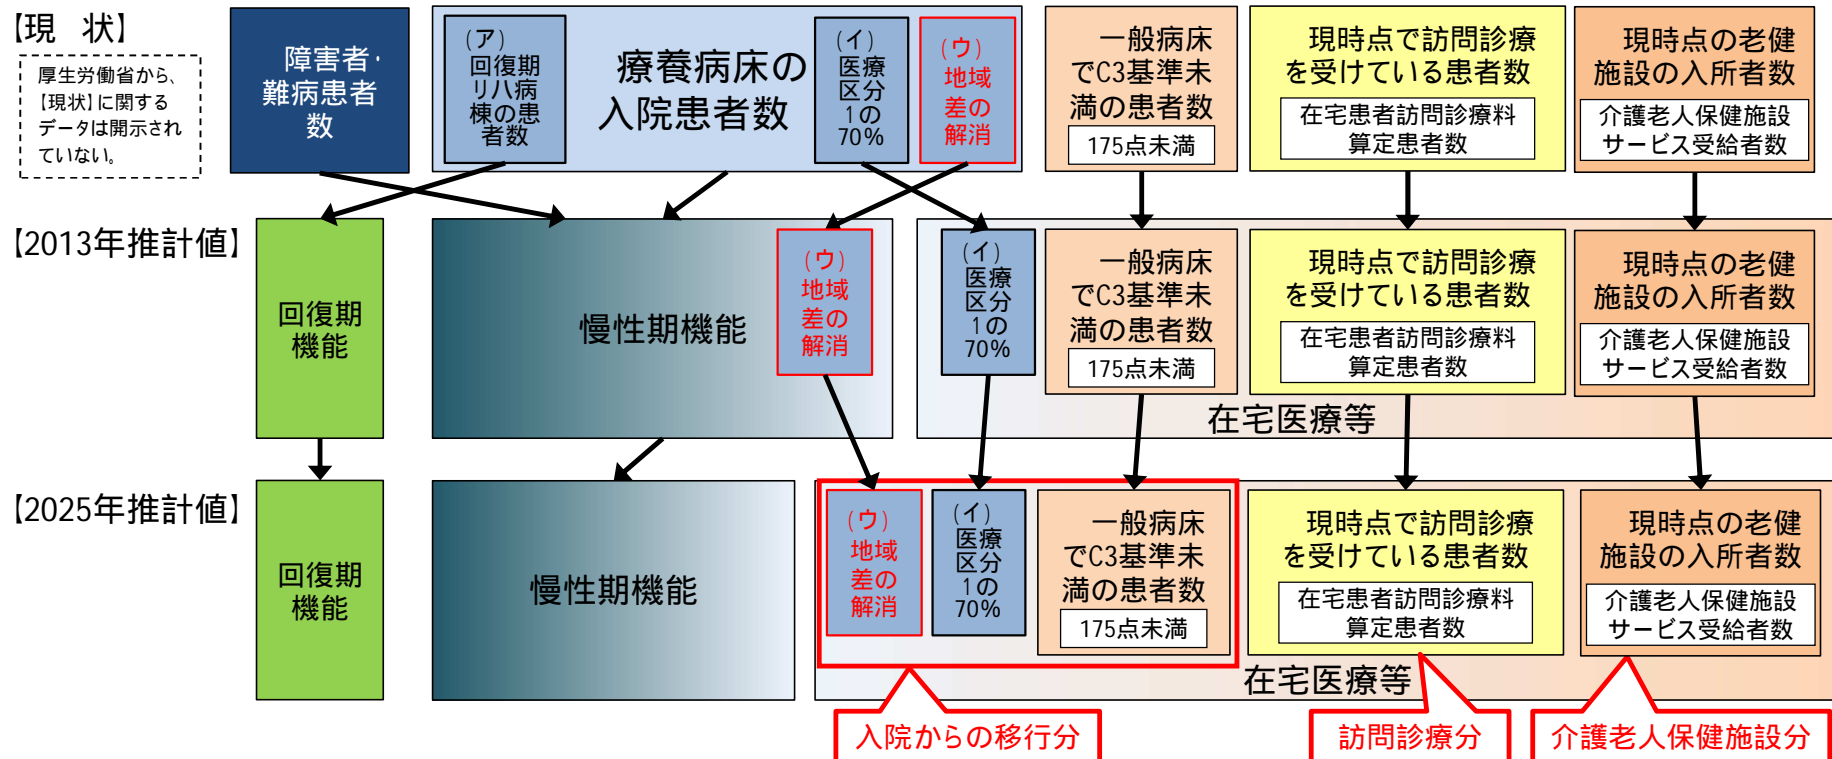 【現　状】
厚生労働省から、
【現状】に関する
データは開示され
ていない。
障害者・
難病患者
数
(ア)
回復期
リハ病
棟の患
者数
療養病床の
入院患者数
(イ)
医療
区分
1の
70%
(ウ)
地域
差の
解消
一般病床
でC3基準未
満の患者数
175点未満
現時点で訪問診療
を受けている患者数
在宅患者訪問診療料
算定患者数
現時点の老健
施設の入所者数
介護老人保健施設
サービス受給者数
【2013年推計値】
回復期
機能
慢性期機能
(ウ)
地域
差の
解消
(イ)
医療
区分
1の
70%
一般病床
でC3基準未
満の患者数
175点未満
現時点で訪問診療
を受けている患者数
在宅患者訪問診療料
算定患者数
現時点の老健
施設の入所者数
介護老人保健施設
サービス受給者数
在宅医療等
【2025年推計値】
回復期
機能
慢性期機能
(ウ)
地域
差の
解消
(イ)
医療
区分
1の
70%
一般病床
でC3基準未
満の患者数
175点未満
現時点で訪問診療
を受けている患者数
在宅患者訪問診療料
算定患者数
現時点の老健
施設の入所者数
介護老人保健施設
サービス受給者数
在宅医療等
入院からの移行分
訪問診療分
介護老人保健施設分